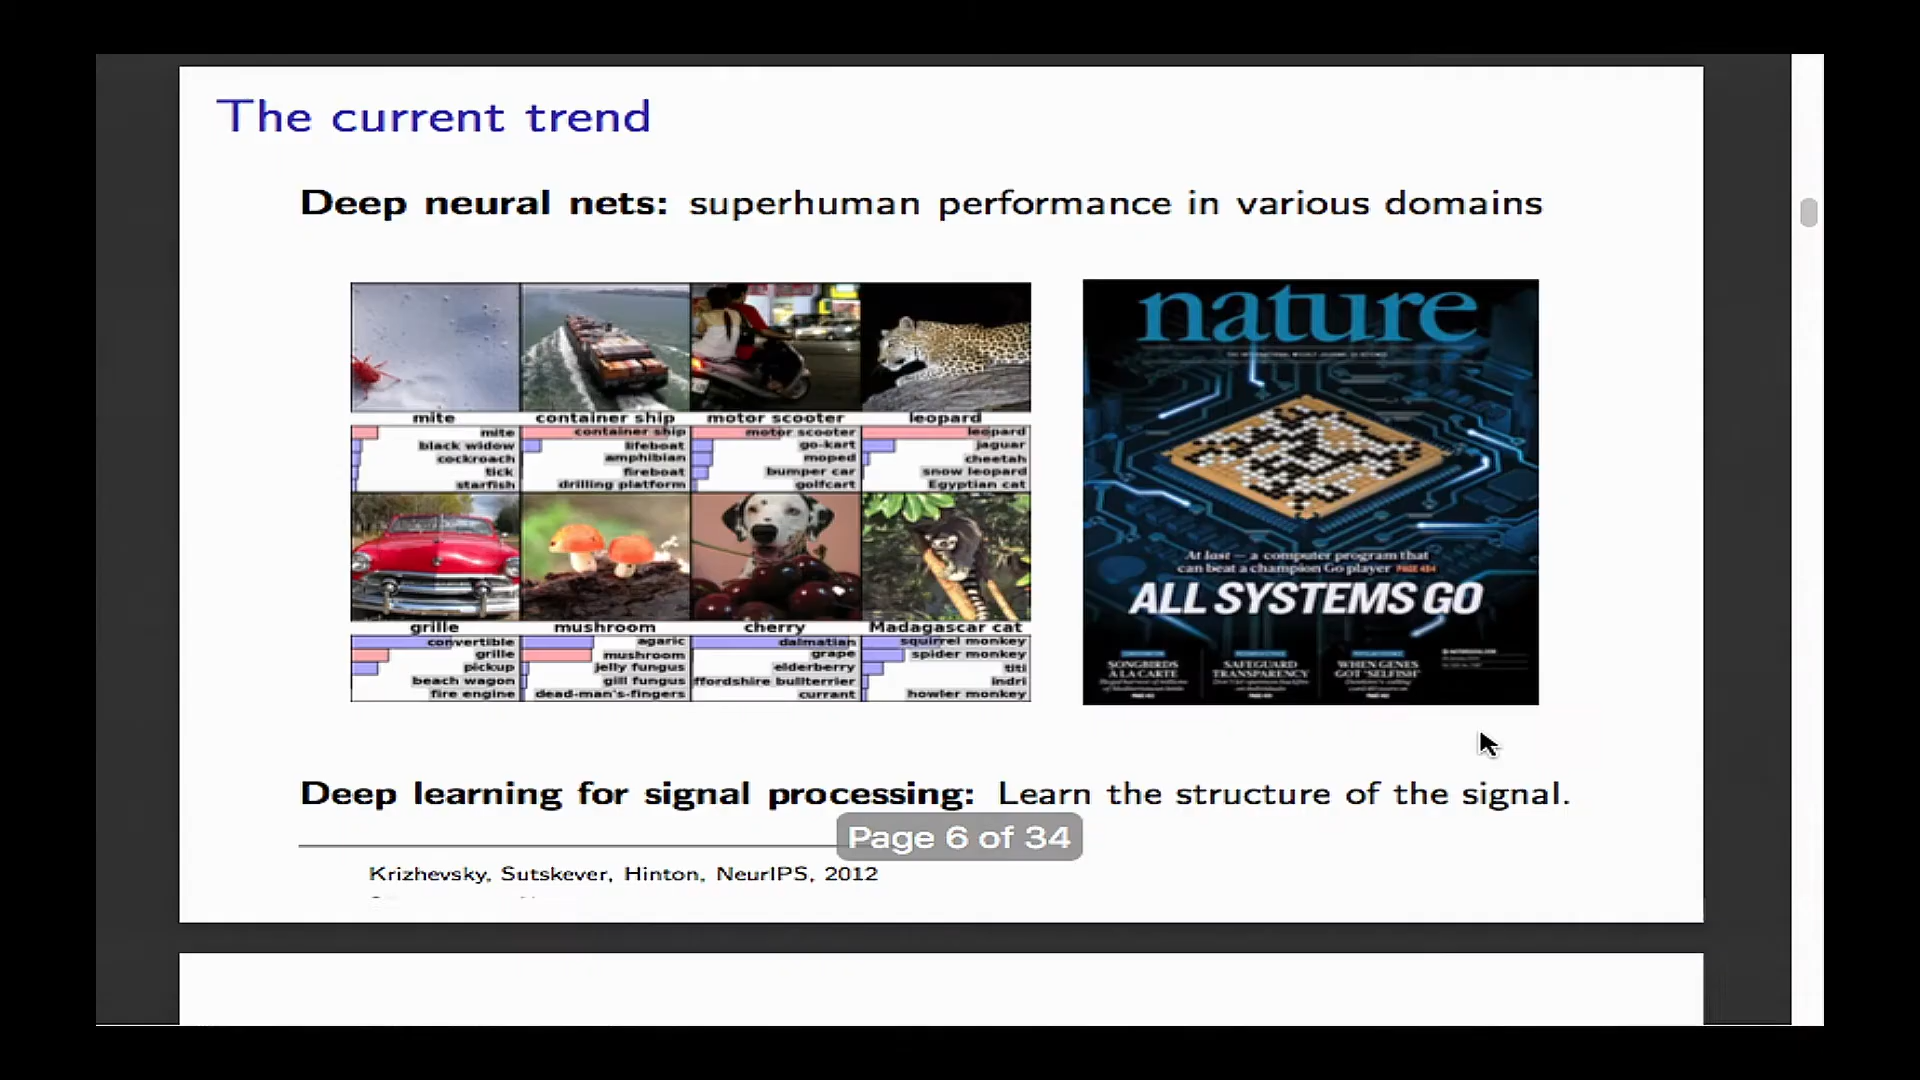 The current trend
Deep neural nets: superhuman performance in various domains
mite container ship motor scooter leopard
mite container ship motor scooter leopard
black widow lifeboat go-kart jaguar
cockroach amphibian moped cheetah
tick fireboat bumper car snow leopard
starfish drilling platform golfcart Egyptian cat
grille mushroom cherry Madagascar cat
convertible agaric dalmatian squirrel monkey
grille mushroom grape spider monkey
pickup jelly fungus elderberry titi
beach wagon gill fungus ffordshire bullterrier indri
fire engine dead-man's-fingers currant howler monkey
nature
At last — a computer program that
can beat a champion Go player PAGE 484
ALL SYSTEMS GO
SONGBIRDS
À LA CARTE
SAFEGUARD
TRANSPARENCY
WHEN GENES
GOT 'SELFISH'
Deep learning for signal processing: Learn the structure of the signal.
Page 6 of 34
Krizhevsky, Sutskever, Hinton, NeurIPS, 2012